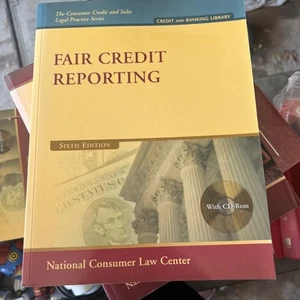 The Consumer Credit and Sales
Legal Practice Series
CREDIT AND BANKING LIBRARY
FAIR CREDIT
REPORTING
SIXTH EDITION
With CD-Rom
National Consumer Law Center